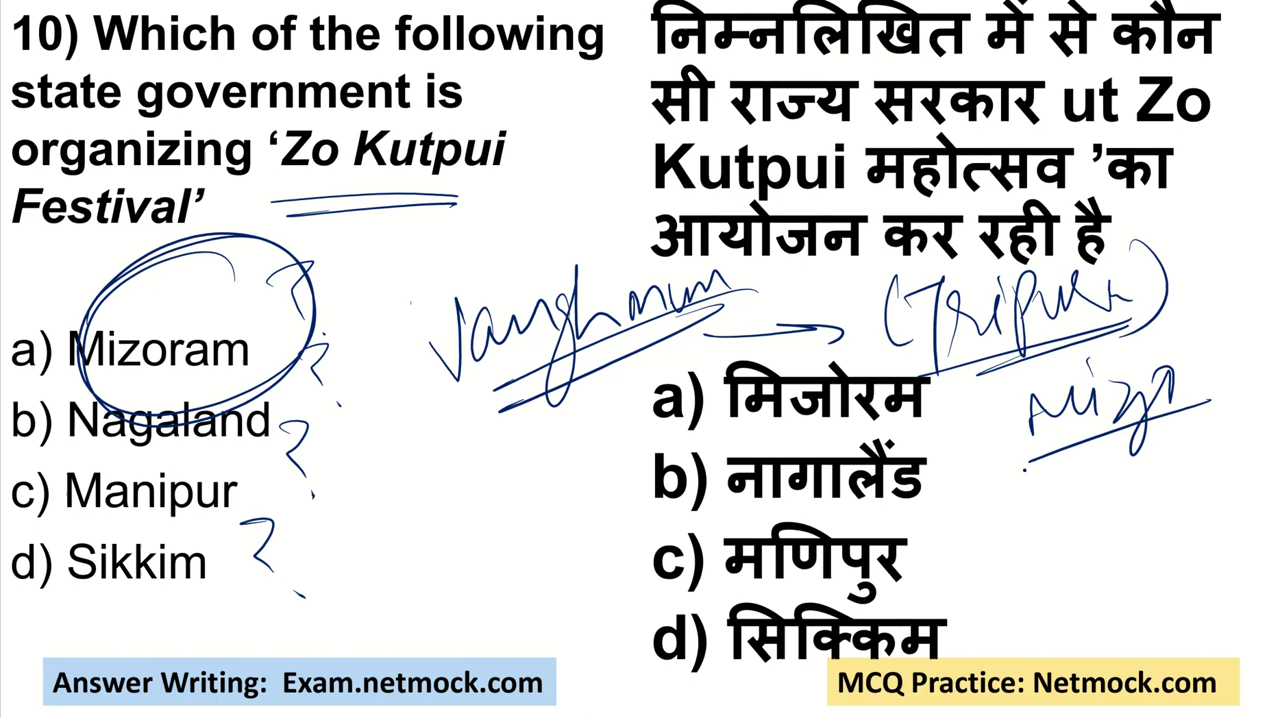 10) Which of the following
state government is
organizing ‘Zo Kutpui
Festival’
a) Mizoram
b) Nagaland
c) Manipur
d) Sikkim
निम्नलिखित में से कौन
सी राज्य सरकार ut Zo
Kutpui महोत्सव ’का
आयोजन कर रही है
(Tripura)
a) मिजोरम
b) नागालैंड
c) मणिपुर
d) सिक्किम
? ? ? ?
Answer Writing: Exam.netmock.com
MCQ Practice: Netmock.com